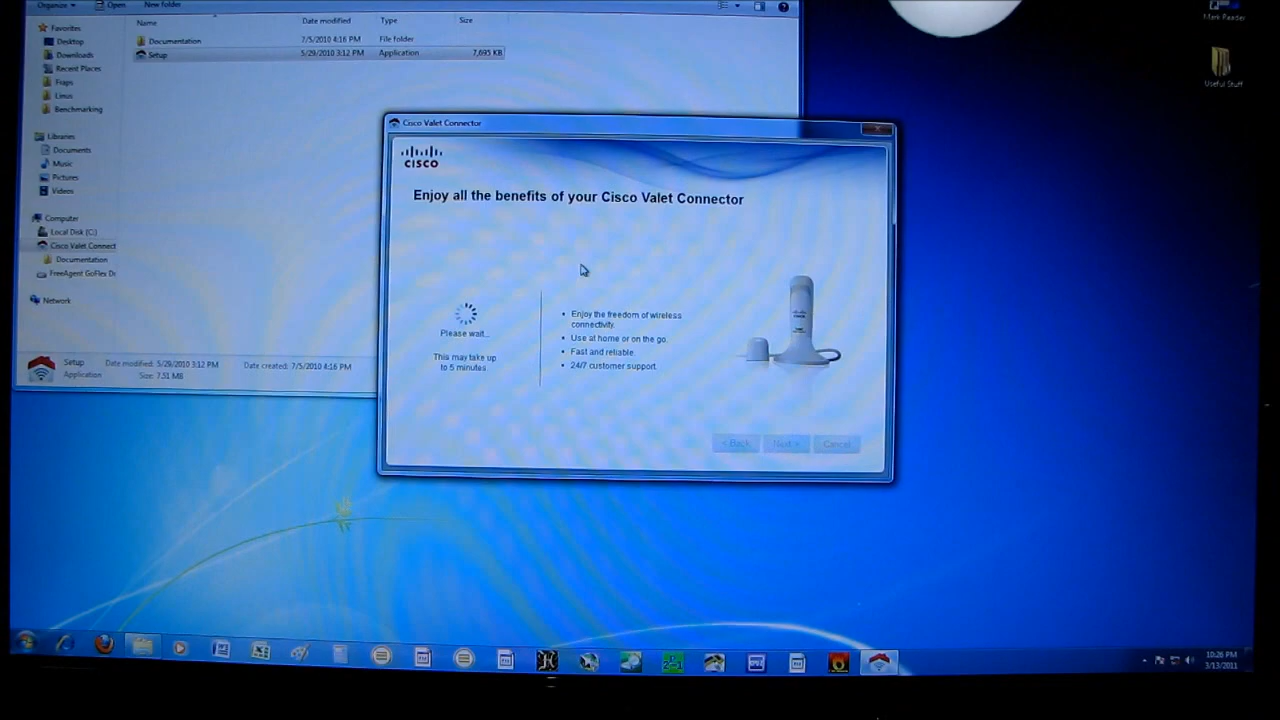 Organize
Open
New folder
Mark Reader
Name
Date modified
Type
Size
Favorites
Desktop
Downloads
Recent Places
Fraps
Linus
Benchmarking
Documentation
7/5/2010 4:16 PM
File folder
Setup
5/29/2010 3:12 PM
Application
7,695 KB
Useful Stuff
Libraries
Documents
Music
Pictures
Videos
Computer
Local Disk (C:)
Cisco Valet Connect
Documentation
FreeAgent GoFlex Dr
Network
Setup
Date modified: 5/29/2010 3:12 PM
Date created: 7/5/2010 4:16 PM
Application
Size: 7.51 MB
Cisco Valet Connector
CISCO
Enjoy all the benefits of your Cisco Valet Connector
Please wait...
This may take up
to 5 minutes.
• Enjoy the freedom of wireless
connectivity.
• Use at home or on the go.
• Fast and reliable.
• 24/7 customer support.
< Back
Next >
Cancel
10:26 PM
3/13/2011